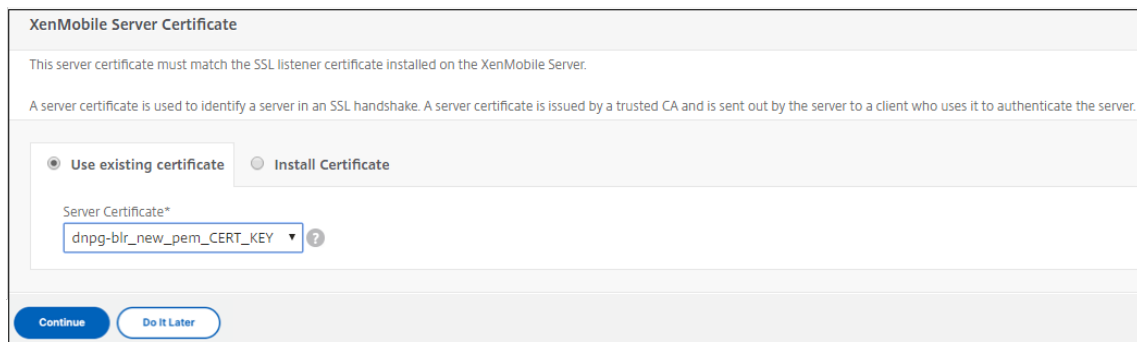 XenMobile Server Certificate
This server certificate must match the SSL listener certificate installed on the XenMobile Server.
A server certificate is used to identify a server in an SSL handshake. A server certificate is issued by a trusted CA and is sent out by the server to a client who uses it to authenticate the server.
Use existing certificate Install Certificate
Server Certificate*
dnpg-blr_new_pem_CERT_KEY ?
Continue Do It Later